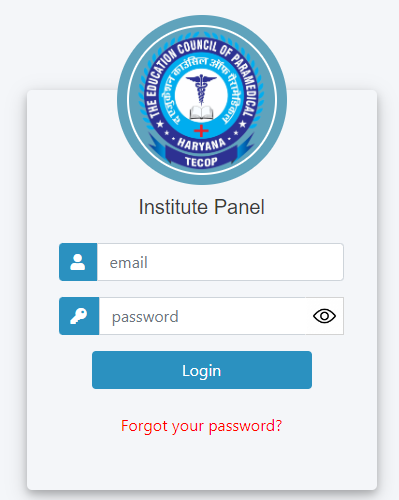 THE EDUCATION COUNCIL OF PARAMEDICAL
द एजुकेशन काउंसिल ऑफ पैरामेडिकल
· HARYANA ·
TECOP
Institute Panel
email
password
Login
Forgot your password?